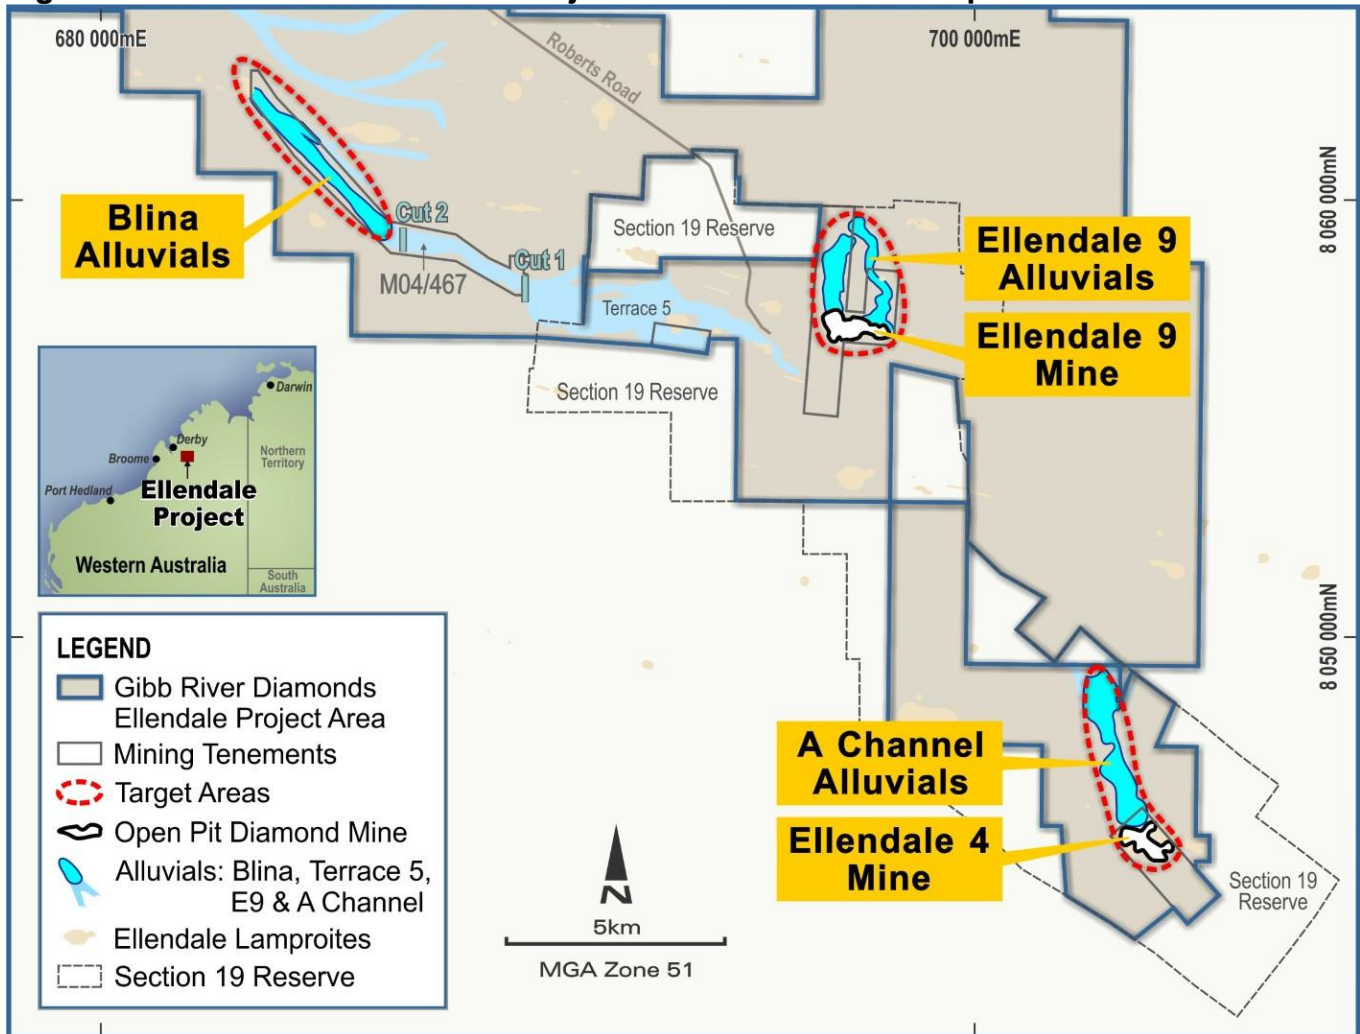 680 000mE
700 000mE
Roberts Road
8 060 000mN
Blina
Alluvials
Cut 2
Section 19 Reserve
Ellendale 9
Alluvials
Cut 1
M04/467
Terrace 5
Ellendale 9
Mine
Section 19 Reserve
Darwin
Derby
Broome
Northern
Territory
Port Hedland
Ellendale
Project
Western Australia
South
Australia
8 050 000mN
LEGEND
Gibb River Diamonds
Ellendale Project Area
Mining Tenements
Target Areas
Open Pit Diamond Mine
Alluvials: Blina, Terrace 5,
E9 & A Channel
Ellendale Lamproites
Section 19 Reserve
A Channel
Alluvials
Ellendale 4
Mine
Section 19
Reserve
N
5km
MGA Zone 51